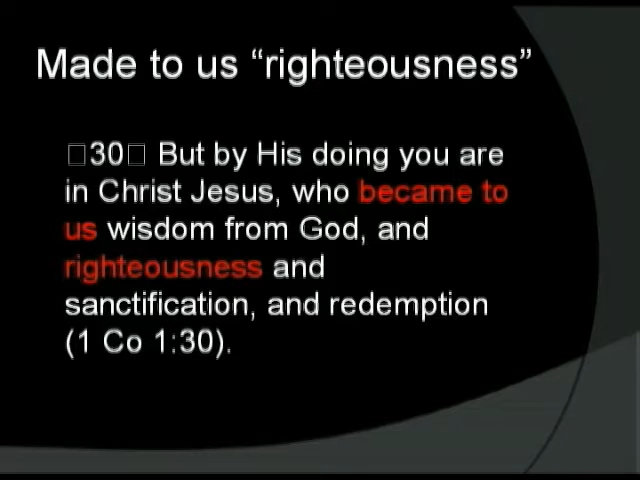 Made to us “righteousness”
□30□ But by His doing you are
in Christ Jesus, who became to
us wisdom from God, and
righteousness and
sanctification, and redemption
(1 Co 1:30).